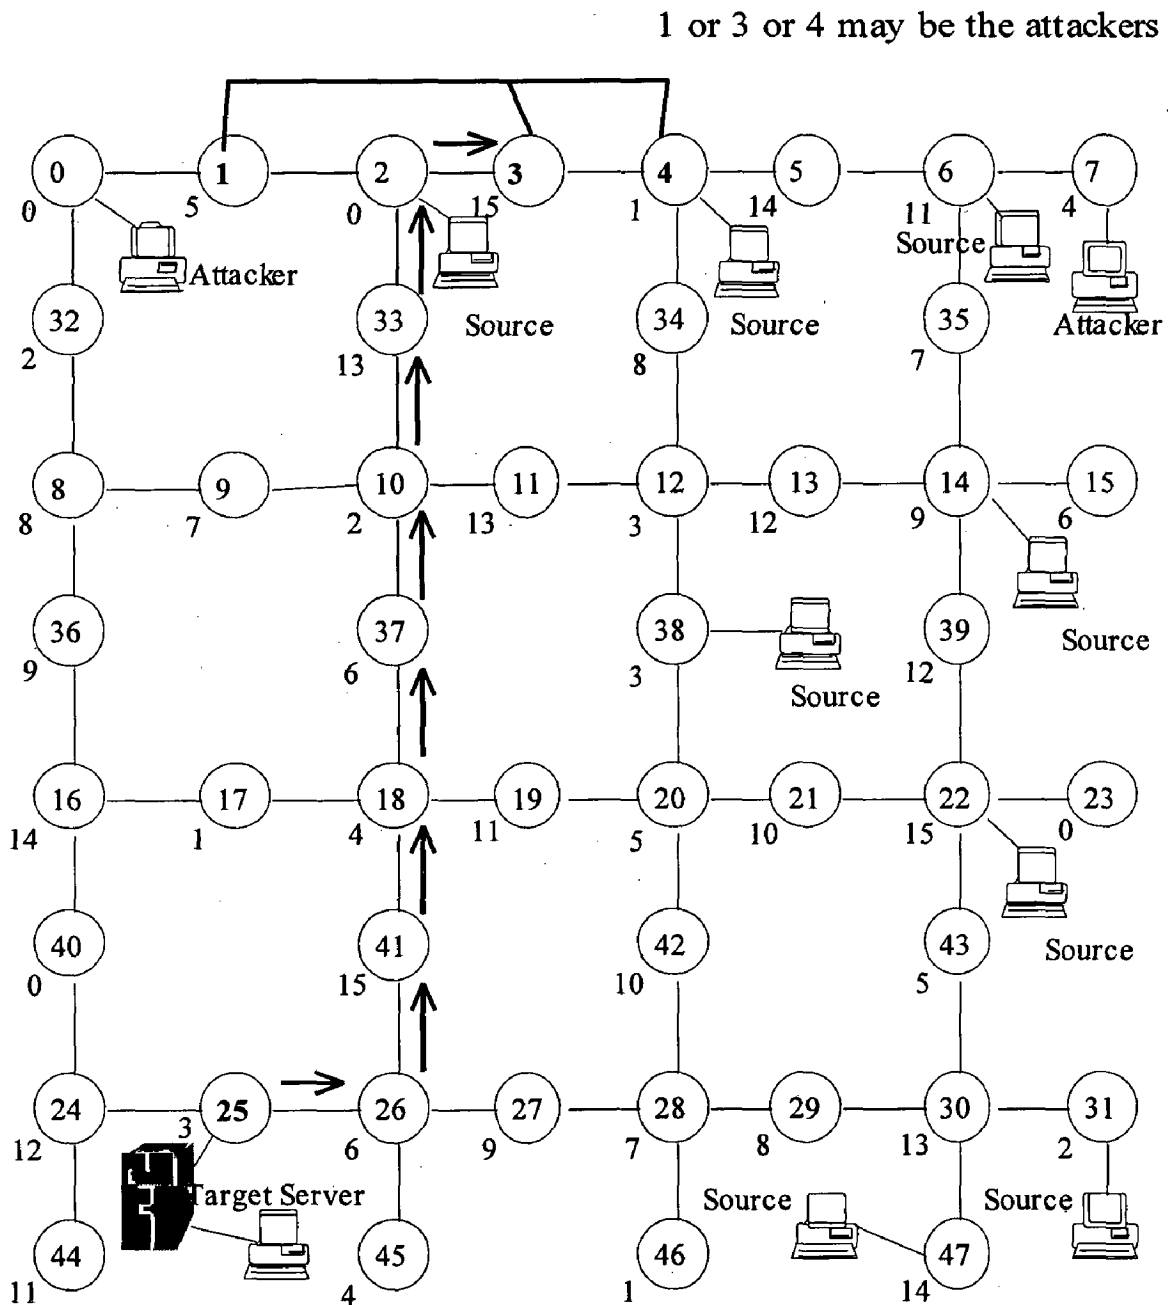 1 or 3 or 4 may be the attackers
0 1 2 3 4 5 6 7
0 5 0 15 1 14 11 4
Source
Attacker
32 33 Source 34 Source 35 Attacker
2 13 8 7
8 9 10 11 12 13 14 15
8 7 2 13 3 12 9 6
36 37 38 39 Source
9 6 3 12
Source
16 17 18 19 20 21 22 23
14 1 4 11 5 10 15 0
40 41 42 43 Source
0 15 10 5
24 25 26 27 28 29 30 31
12 3 6 9 7 8 13 2
Target Server Source Source
44 45 46 47
11 4 1 14